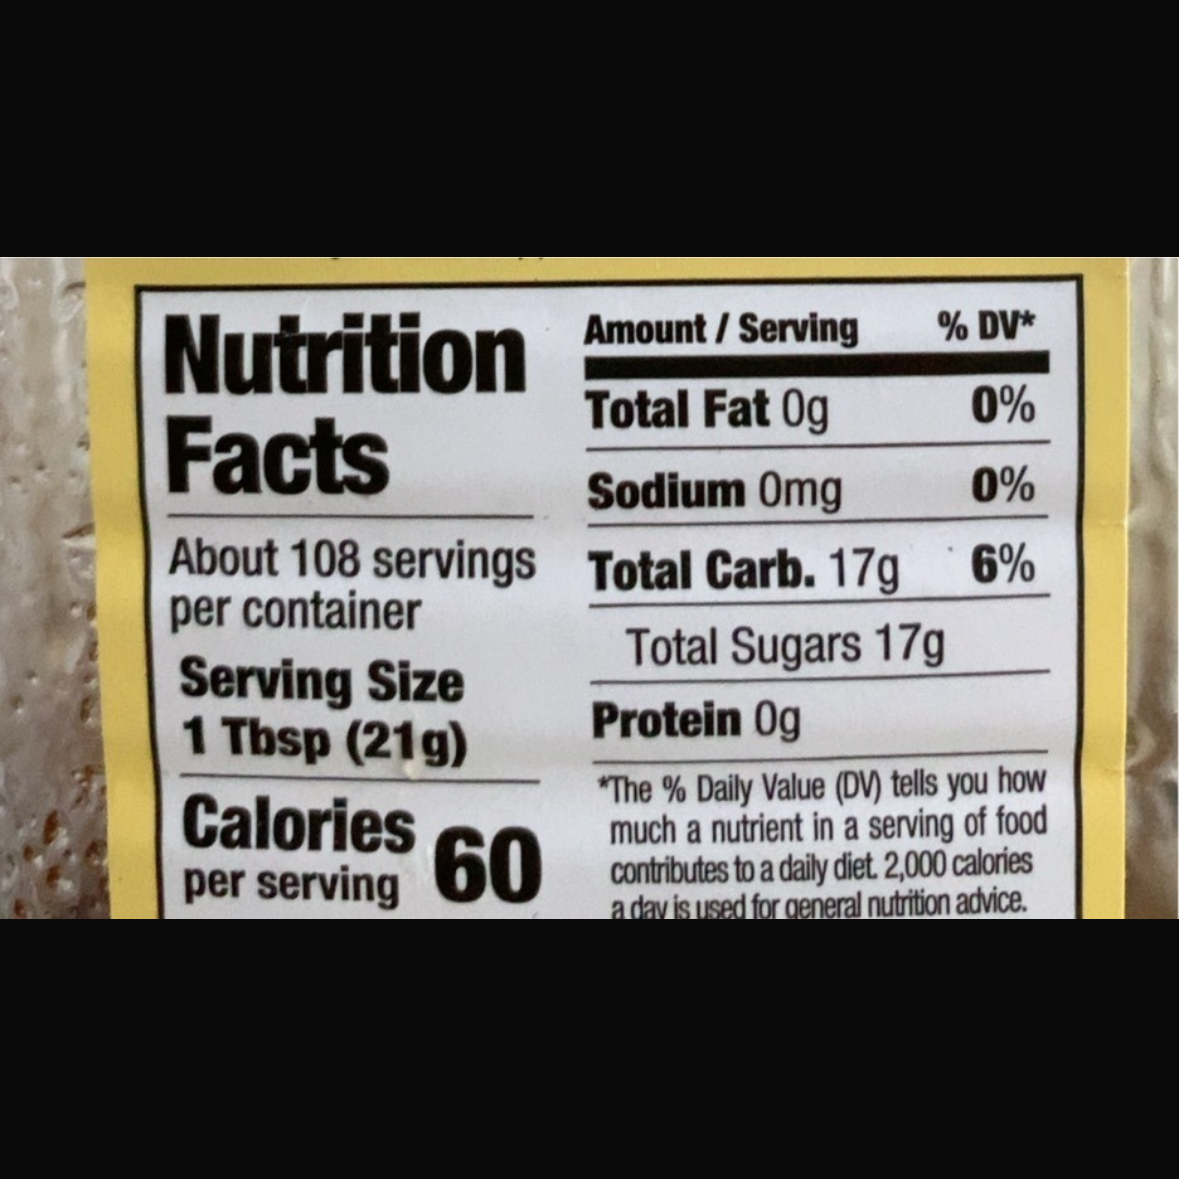 Nutrition
Facts
About 108 servings
per container
Serving Size
1 Tbsp (21g)
Calories
per serving 60
Amount / Serving % DV*
Total Fat 0g 0%
Sodium 0mg 0%
Total Carb. 17g 6%
Total Sugars 17g
Protein 0g
*The % Daily Value (DV) tells you how
much a nutrient in a serving of food
contributes to a daily diet. 2,000 calories
a day is used for general nutrition advice.